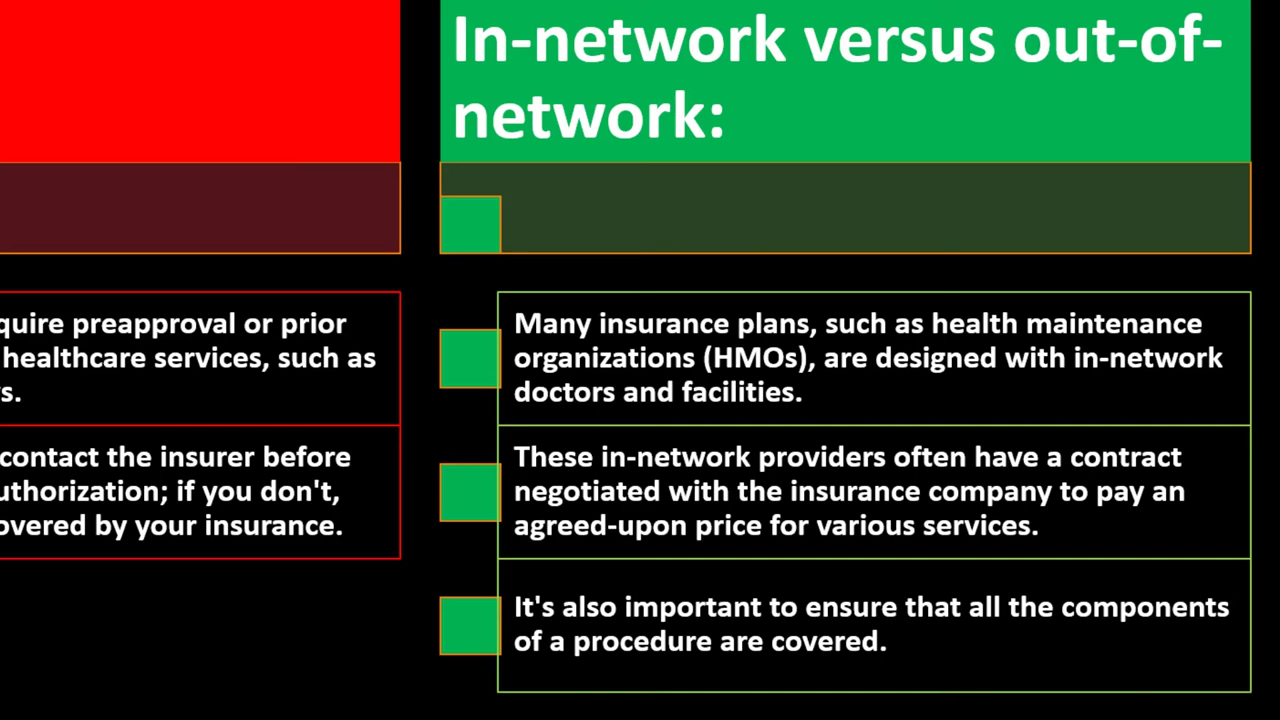 In-network versus out-of-
network:
quire preapproval or prior
healthcare services, such as
s.
contact the insurer before
uthorization; if you don't,
overed by your insurance.
Many insurance plans, such as health maintenance
organizations (HMOs), are designed with in-network
doctors and facilities.
These in-network providers often have a contract
negotiated with the insurance company to pay an
agreed-upon price for various services.
It's also important to ensure that all the components
of a procedure are covered.